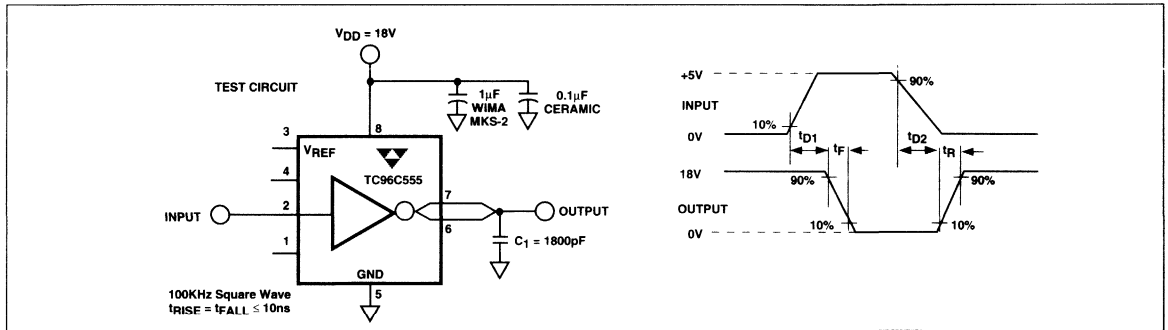 V_DD = 18V
TEST CIRCUIT
1µF
WIMA
MKS-2
0.1µF
CERAMIC
3
8
V_REF
4
TC96C555
7
INPUT
2
OUTPUT
6
1
C_1 = 1800pF
GND
5
100KHz Square Wave
t_RISE = t_FALL ≤ 10ns
+5V
90%
INPUT
10%
0V
t_D1
t_F
t_D2
t_R
18V
90%
90%
OUTPUT
10%
10%
0V